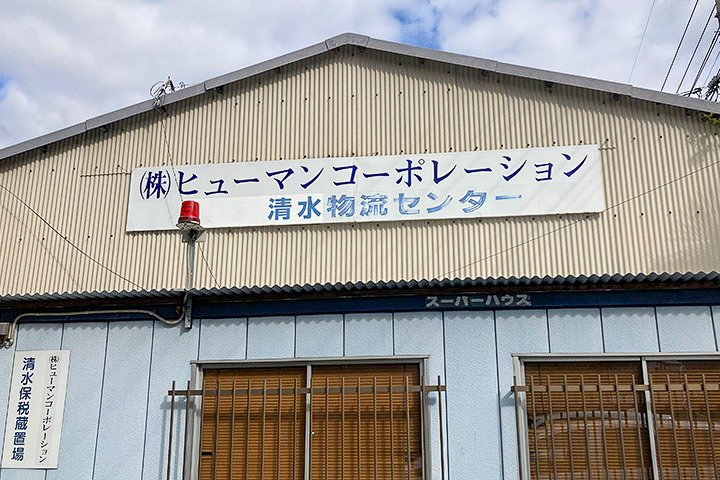 (株)ヒューマンコーポレーション
清水物流センター
スーパーハウス
(株)ヒューマンコーポレーション
清水保税蔵置場